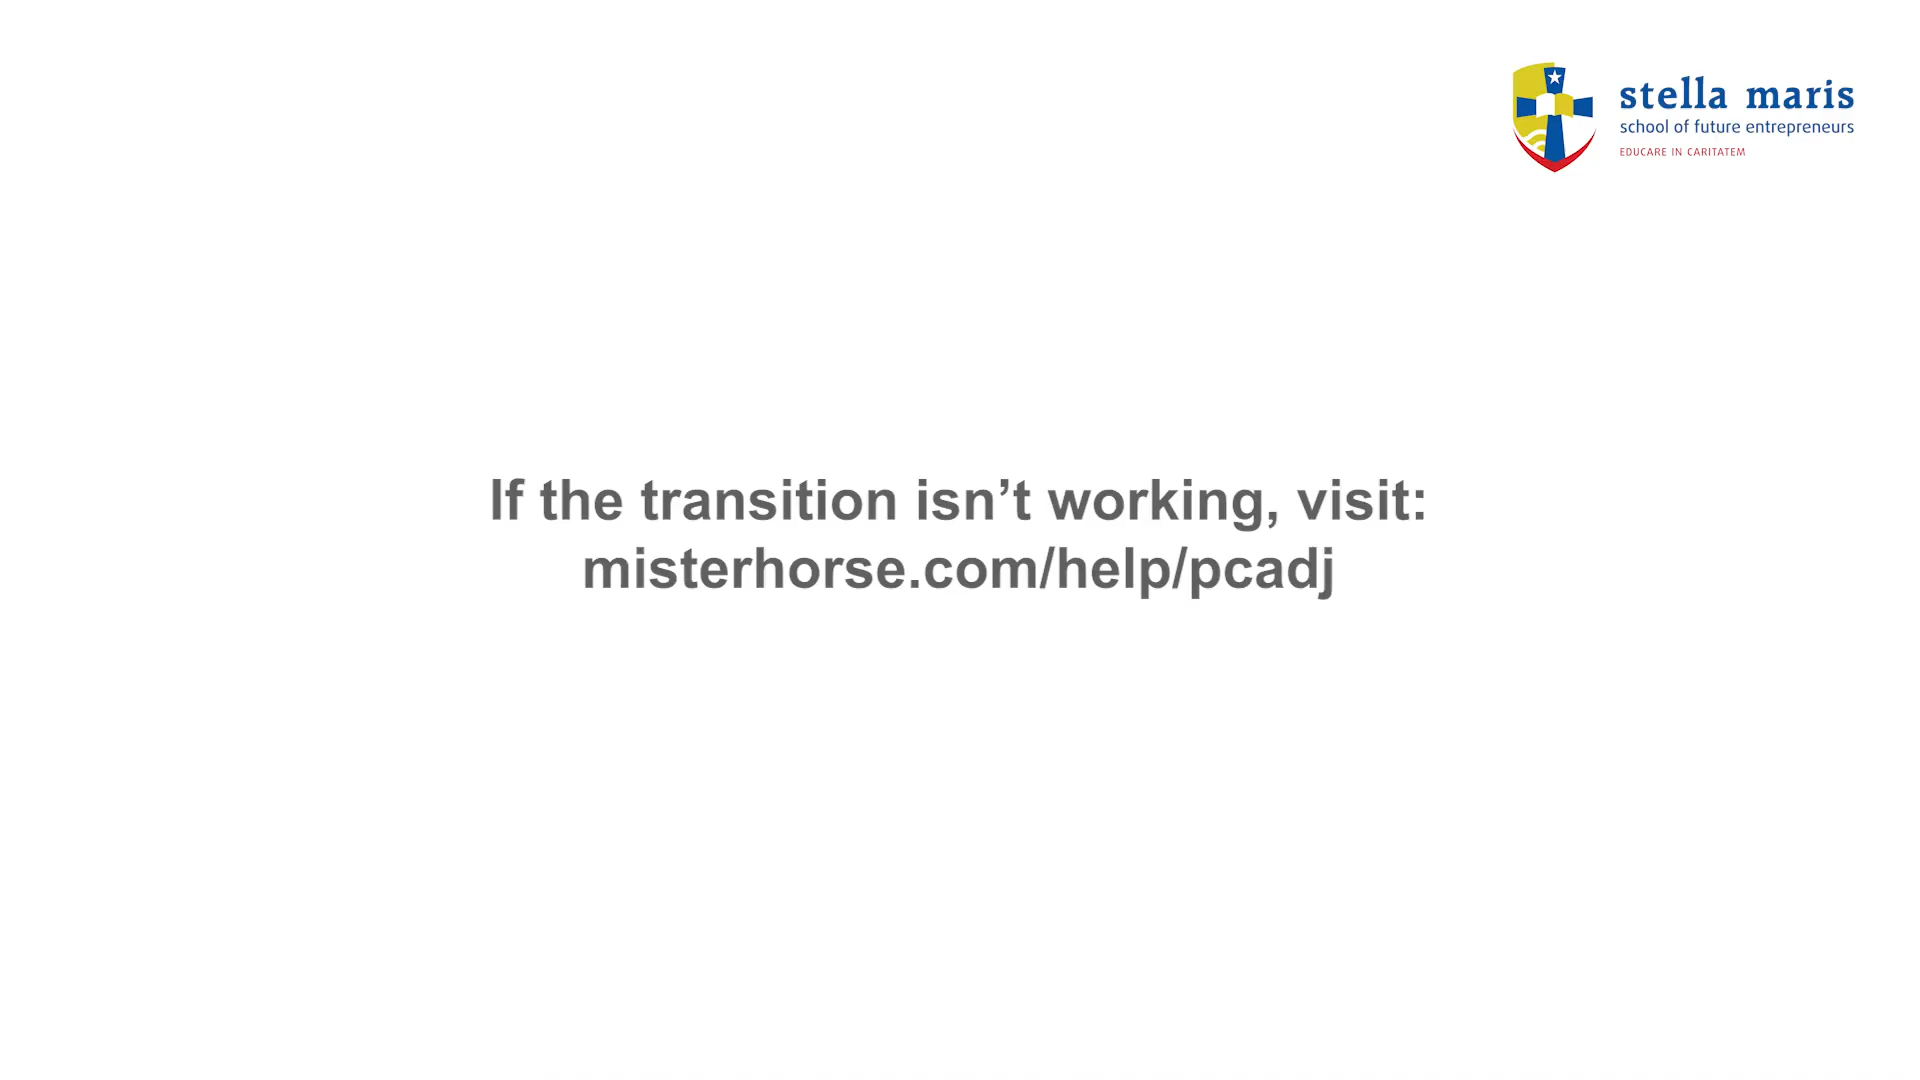 stella maris
school of future entrepreneurs
EDUCARE IN CARITATEM
If the transition isn’t working, visit:
misterhorse.com/help/pcadj